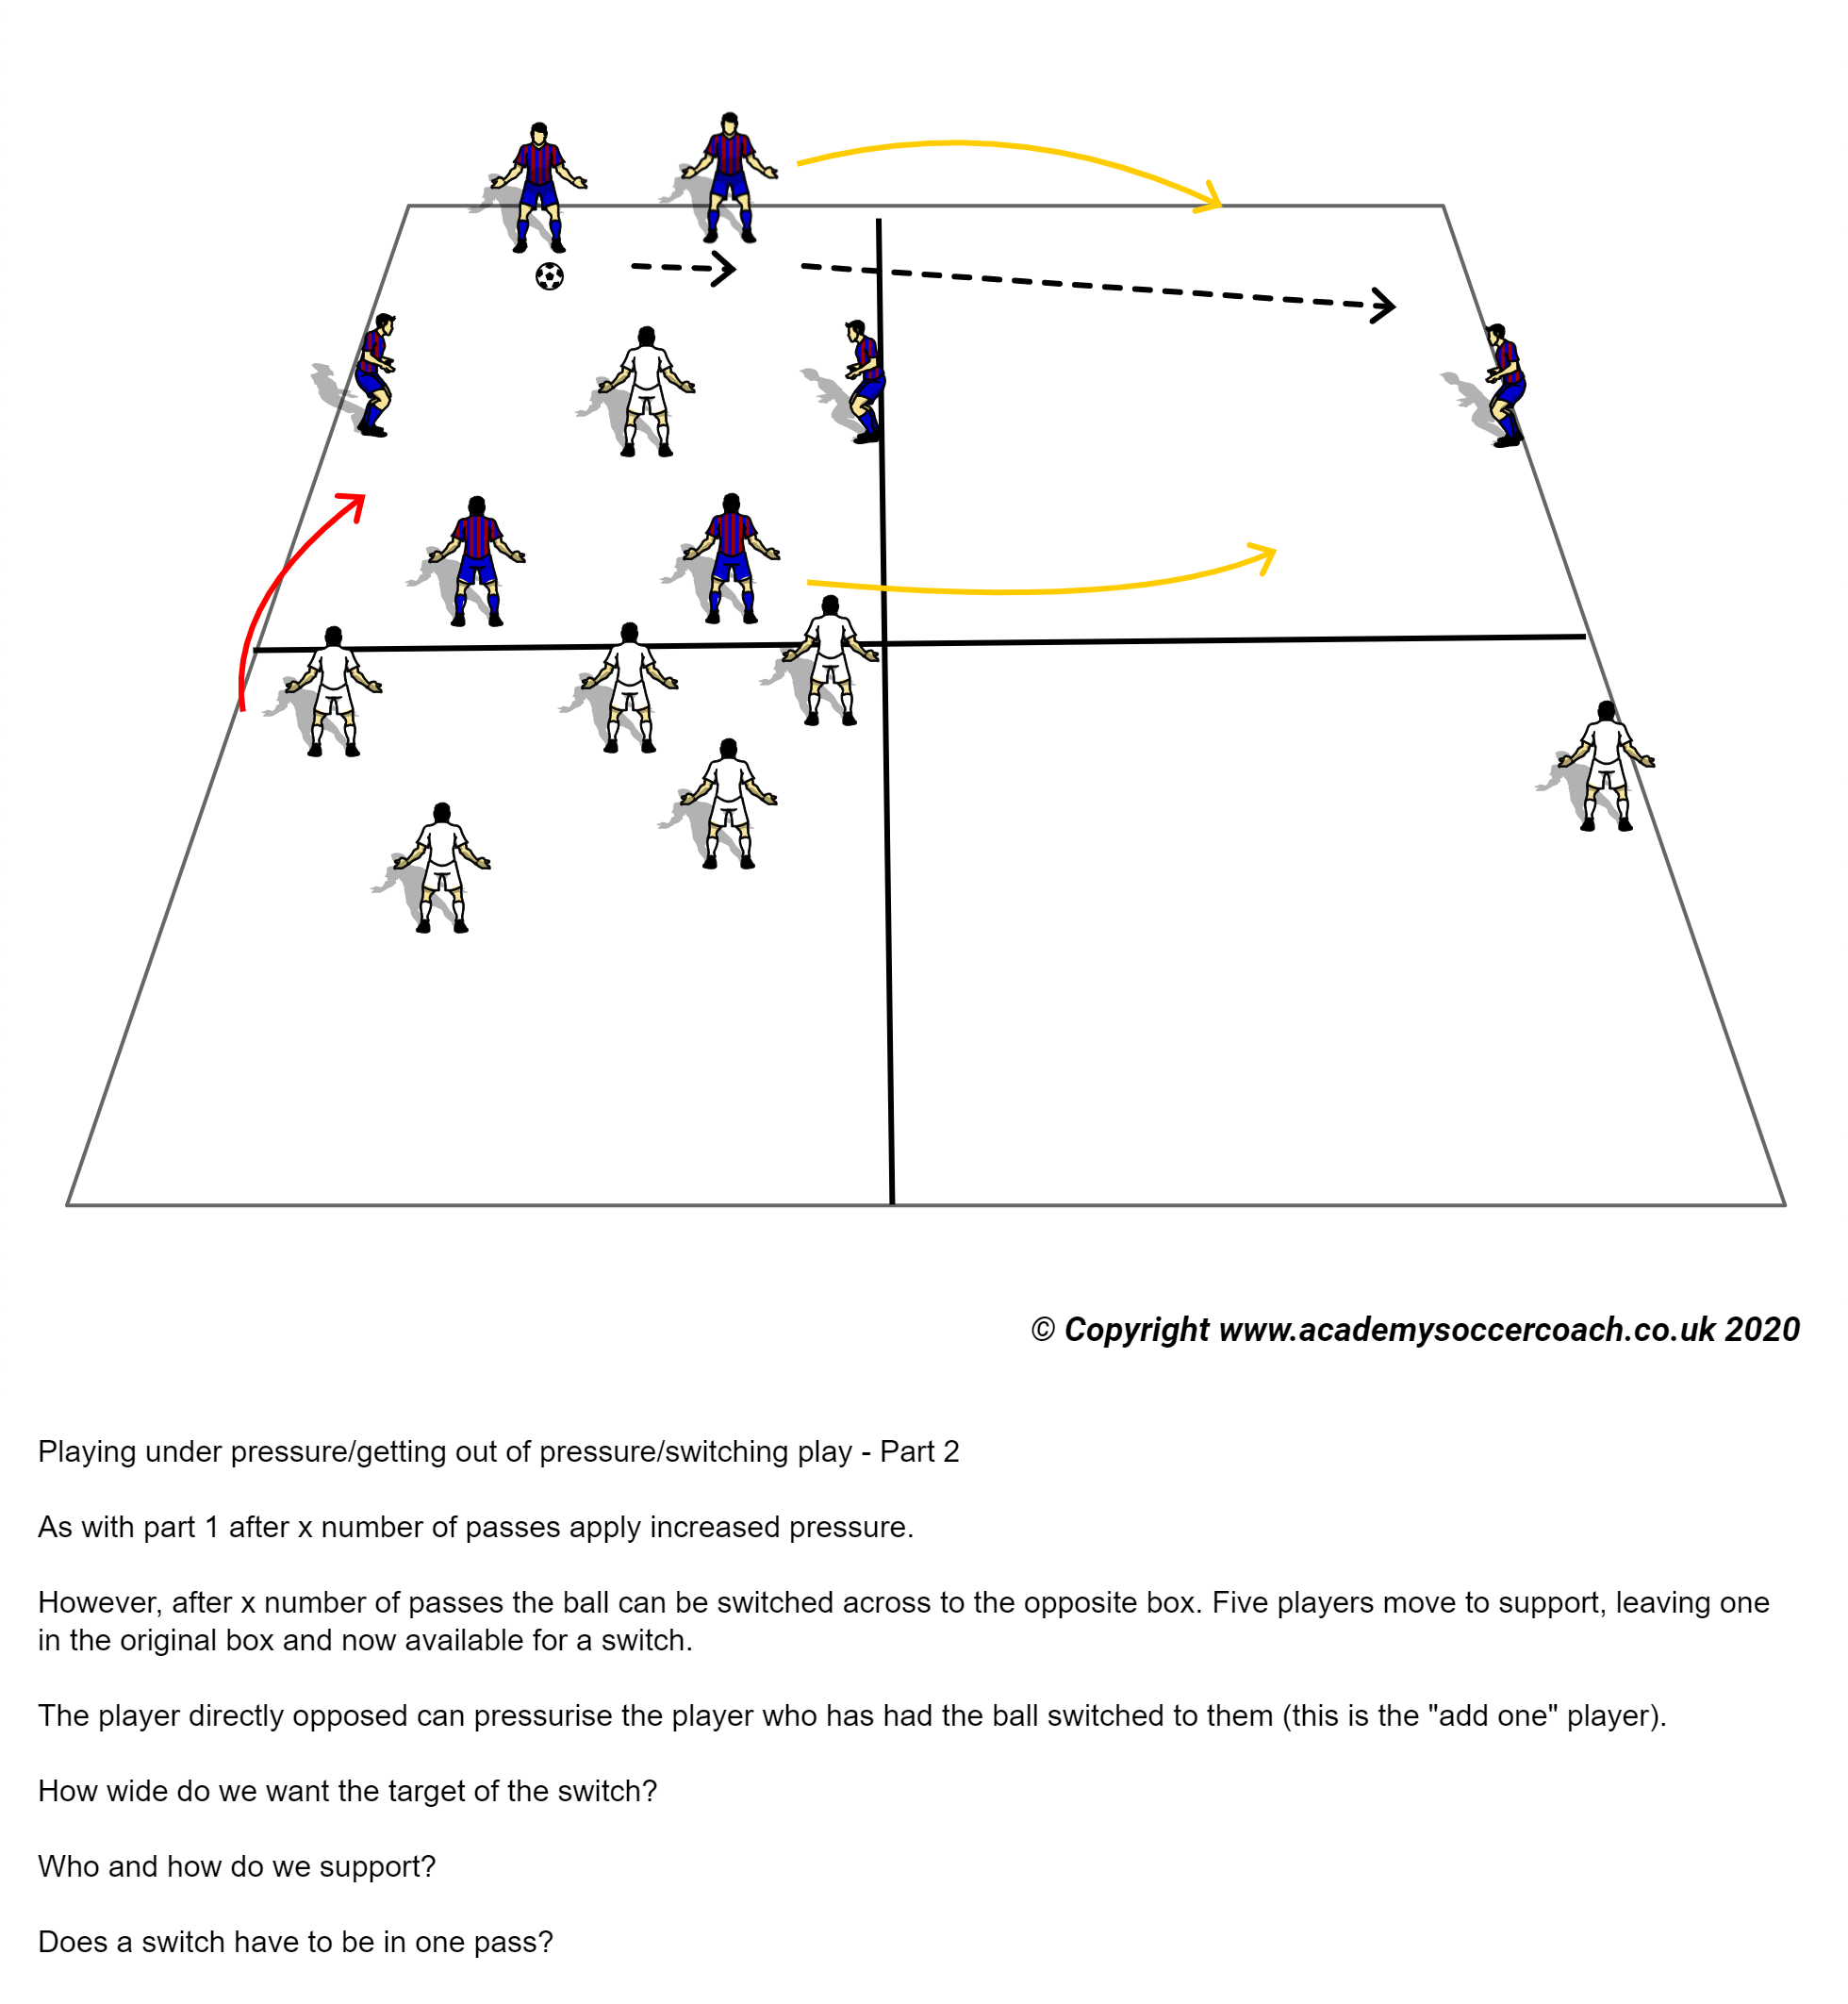 © Copyright www.academysoccercoach.co.uk 2020
Playing under pressure/getting out of pressure/switching play - Part 2
As with part 1 after x number of passes apply increased pressure.
However, after x number of passes the ball can be switched across to the opposite box. Five players move to support, leaving one
in the original box and now available for a switch.
The player directly opposed can pressurise the player who has had the ball switched to them (this is the "add one" player).
How wide do we want the target of the switch?
Who and how do we support?
Does a switch have to be in one pass?